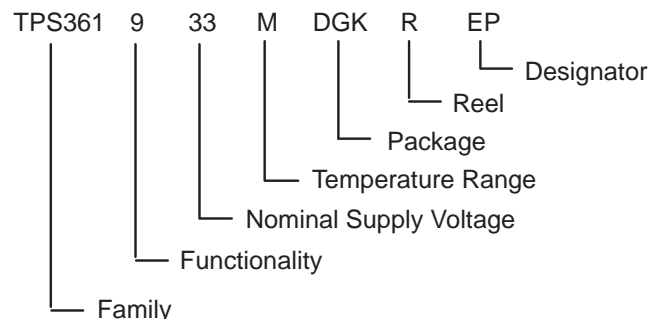 TPS361 9 33 M DGK R EP
Designator
Reel
Package
Temperature Range
Nominal Supply Voltage
Functionality
Family